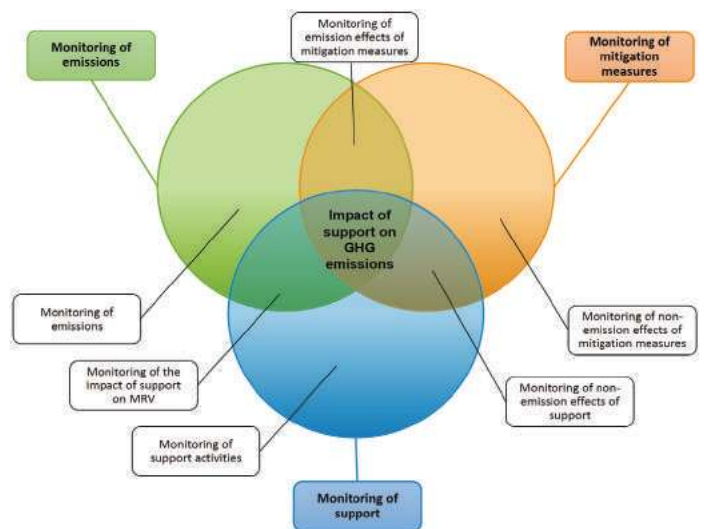 Monitoring of
emission effects of
mitigation measures
Monitoring of
emissions
Monitoring of
mitigation
measures
Impact of
support on
GHG
emissions
Monitoring of
emissions
Monitoring of non-
emission effects of
mitigation measures
Monitoring of the
impact of support
on MRV
Monitoring of non-
emission effects of
support
Monitoring of
support activities
Monitoring of
support